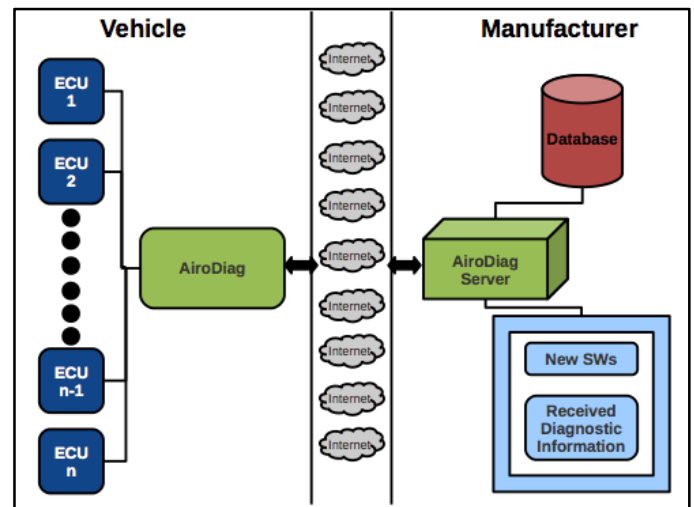 Vehicle
Manufacturer
ECU
1
ECU
2
ECU
n-1
ECU
n
AiroDiag
Internet
Internet
Internet
Internet
Internet
Internet
Internet
Internet
Internet
Database
AiroDiag
Server
New SWs
Received
Diagnostic
Information